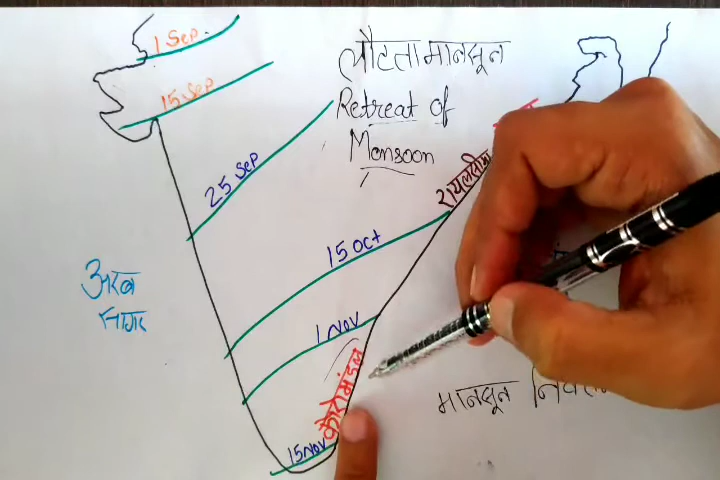 1 Sep.
लौटता मानसून
15 Sep
Retreat of
Monsoon
25 Sep
रायलसीमा
15 Oct
अरब
सागर
1 Nov
कोरोमंडल
मानसून
15 Nov